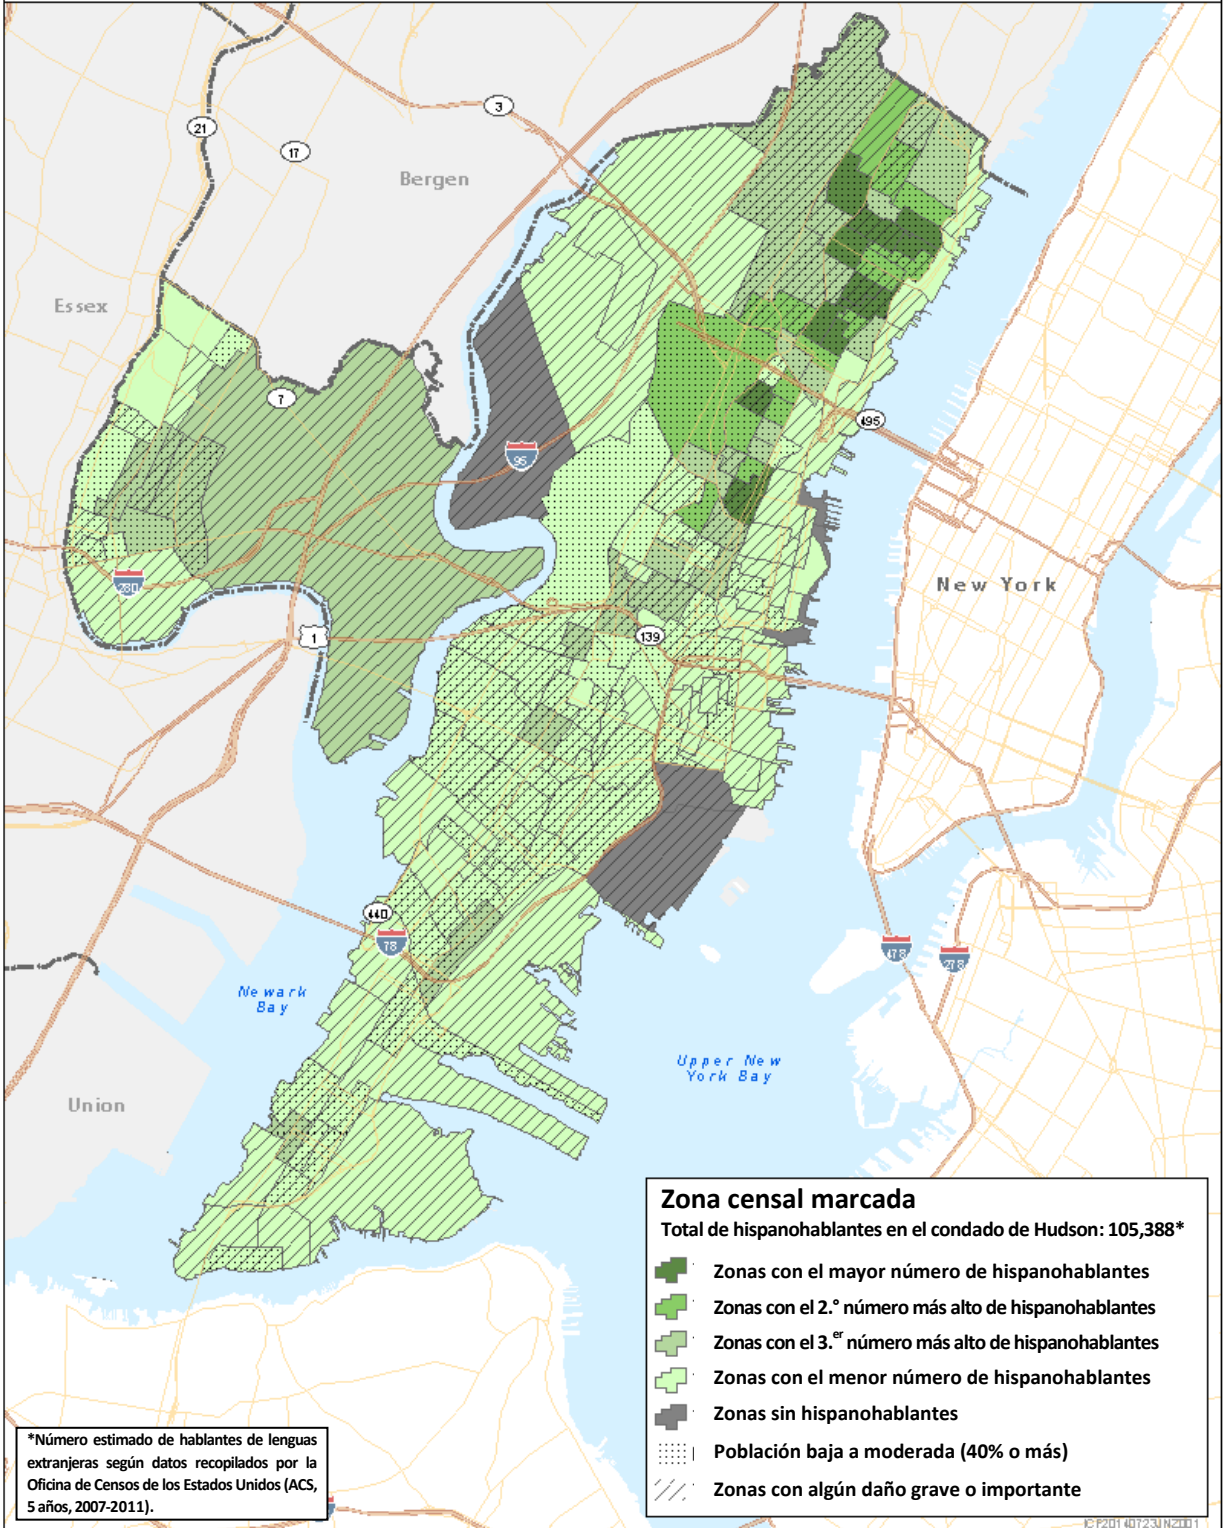 3
21
17
Bergen
Essex
7
95
495
280
New York
1
139
440
78
478
278
Newark
Bay
Upper New
York Bay
Union
Zona censal marcada
Total de hispanohablantes en el condado de Hudson: 105,388*
Zonas con el mayor número de hispanohablantes
Zonas con el 2.° número más alto de hispanohablantes
Zonas con el 3.er número más alto de hispanohablantes
Zonas con el menor número de hispanohablantes
Zonas sin hispanohablantes
Población baja a moderada (40% o más)
Zonas con algún daño grave o importante
*Número estimado de hablantes de lenguas
extranjeras según datos recopilados por la
Oficina de Censos de los Estados Unidos (ACS,
5 años, 2007-2011).